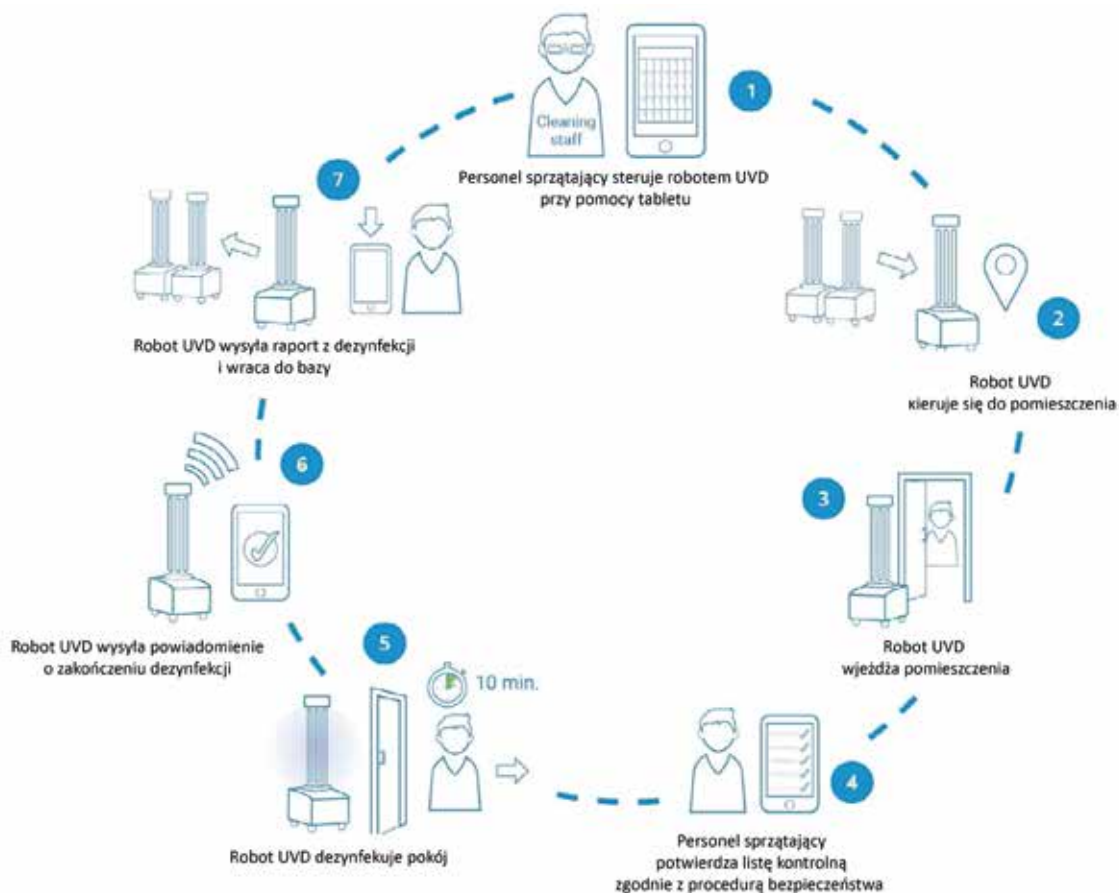 Cleaning
staff
1
Personel sprzątający steruje robotem UVD
przy pomocy tabletu
2
Robot UVD
kieruje się do pomieszczenia
3
Robot UVD
wjeżdża pomieszczenia
4
Personel sprzątający
potwierdza listę kontrolną
zgodnie z procedurą bezpieczeństwa
5
10 min.
Robot UVD dezynfekuje pokój
6
Robot UVD wysyła powiadomienie
o zakończeniu dezynfekcji
7
Robot UVD wysyła raport z dezynfekcji
i wraca do bazy